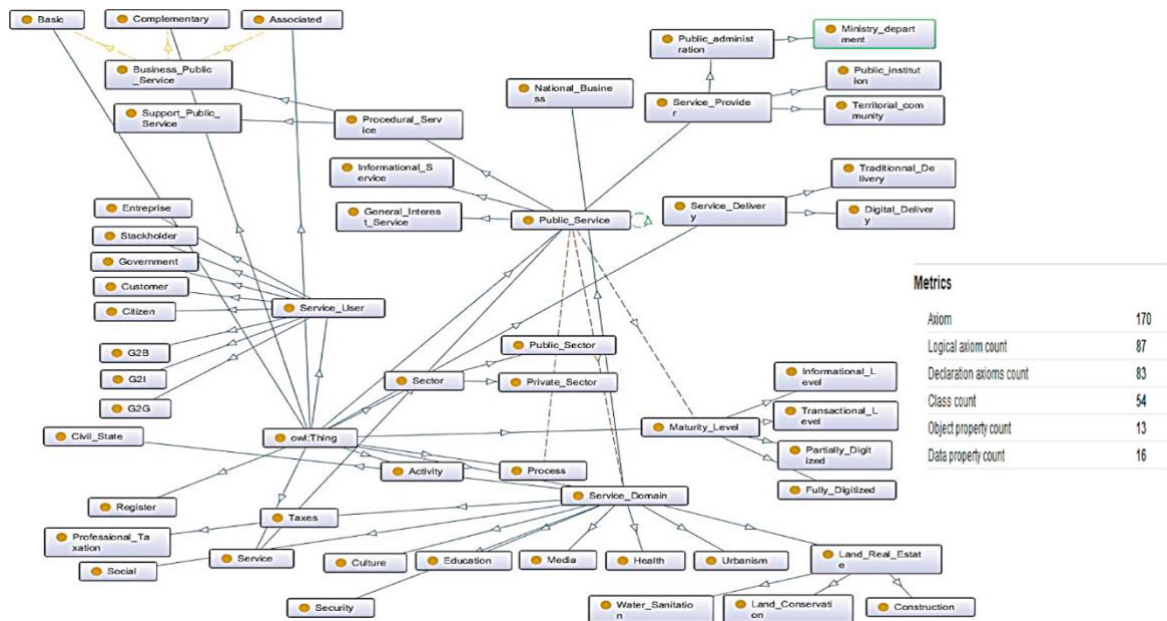 Basic
Complementary
Associated
Ministry_depart
ment
Public_administ
ration
Business_Public
_Service
National_Busine
ss
Public_institut
ion
Service_Provide
r
Territorial_com
munity
Support_Public_
Service
Procedural_Serv
ice
Informational_S
ervice
Traditionnal_De
livery
General_Interes
t_Service
Public_Service
Service_Deliver
y
Digital_Deliver
y
Entreprise
Stackholder
Government
Customer
Citizen
Service_User
G2B
G2I
G2G
Public_Sector
Sector
Private_Sector
Informational_L
evel
Transactional_L
evel
Civil_State
owl:Thing
Maturity_Level
Partially_Digit
ized
Activity
Process
Fully_Digitized
Service_Domain
Register
Taxes
Professional_Ta
xation
Social
Service
Culture
Education
Media
Health
Urbanism
Land_Real_Estat
e
Security
Water_Sanitatio
n
Land_Conservat
ion
Construction
Metrics
Axiom 170
Logical axiom count 87
Declaration axioms count 83
Class count 54
Object property count 13
Data property count 16